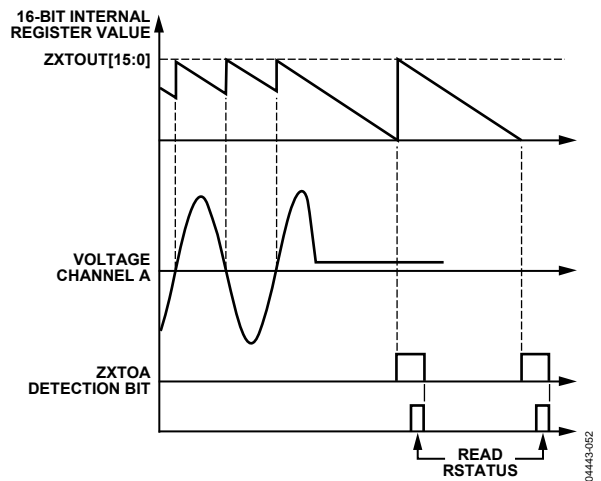 16-BIT INTERNAL
REGISTER VALUE
ZXTOUT[15:0]
VOLTAGE
CHANNEL A
ZXTOA
DETECTION BIT
READ
RSTATUS
04443-052